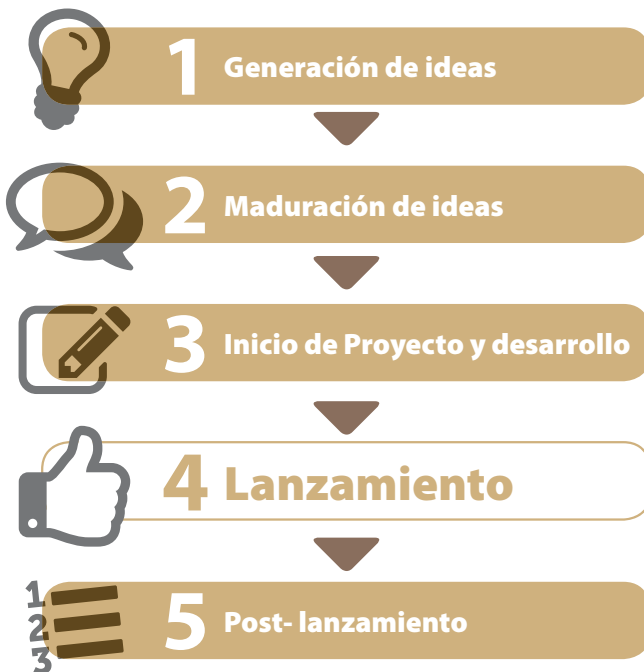 1 Generación de ideas
2 Maduración de ideas
3 Inicio de Proyecto y desarrollo
4 Lanzamiento
1
2
3
5 Post- lanzamiento